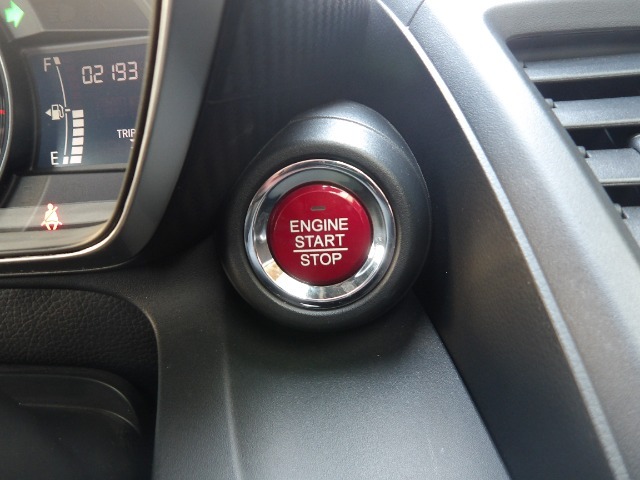 F
02193
TRIP
E
ENGINE
START
STOP